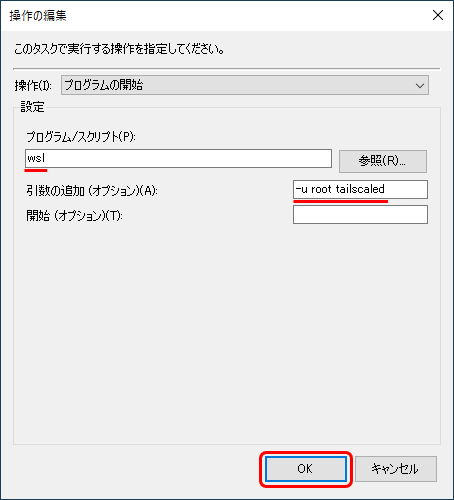 操作の編集
このタスクで実行する操作を指定してください。
操作(I): プログラムの開始
設定
プログラム/スクリプト(P):
wsl 参照(R)...
引数の追加 (オプション)(A): -u root tailscaled
開始 (オプション)(T):
OK キャンセル